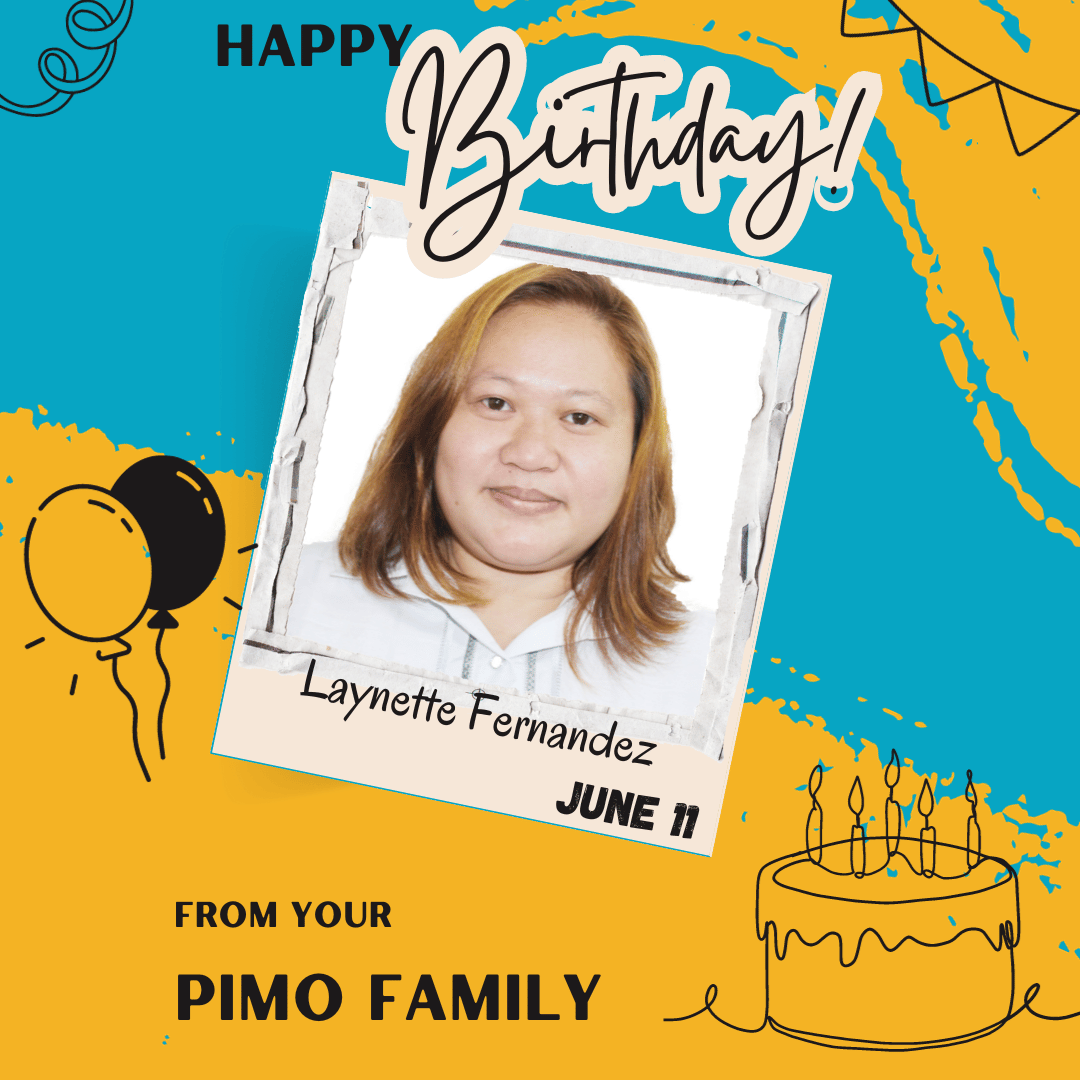 HAPPY
Birthday!
Laynette Fernandez
JUNE 11
FROM YOUR
PIMO FAMILY